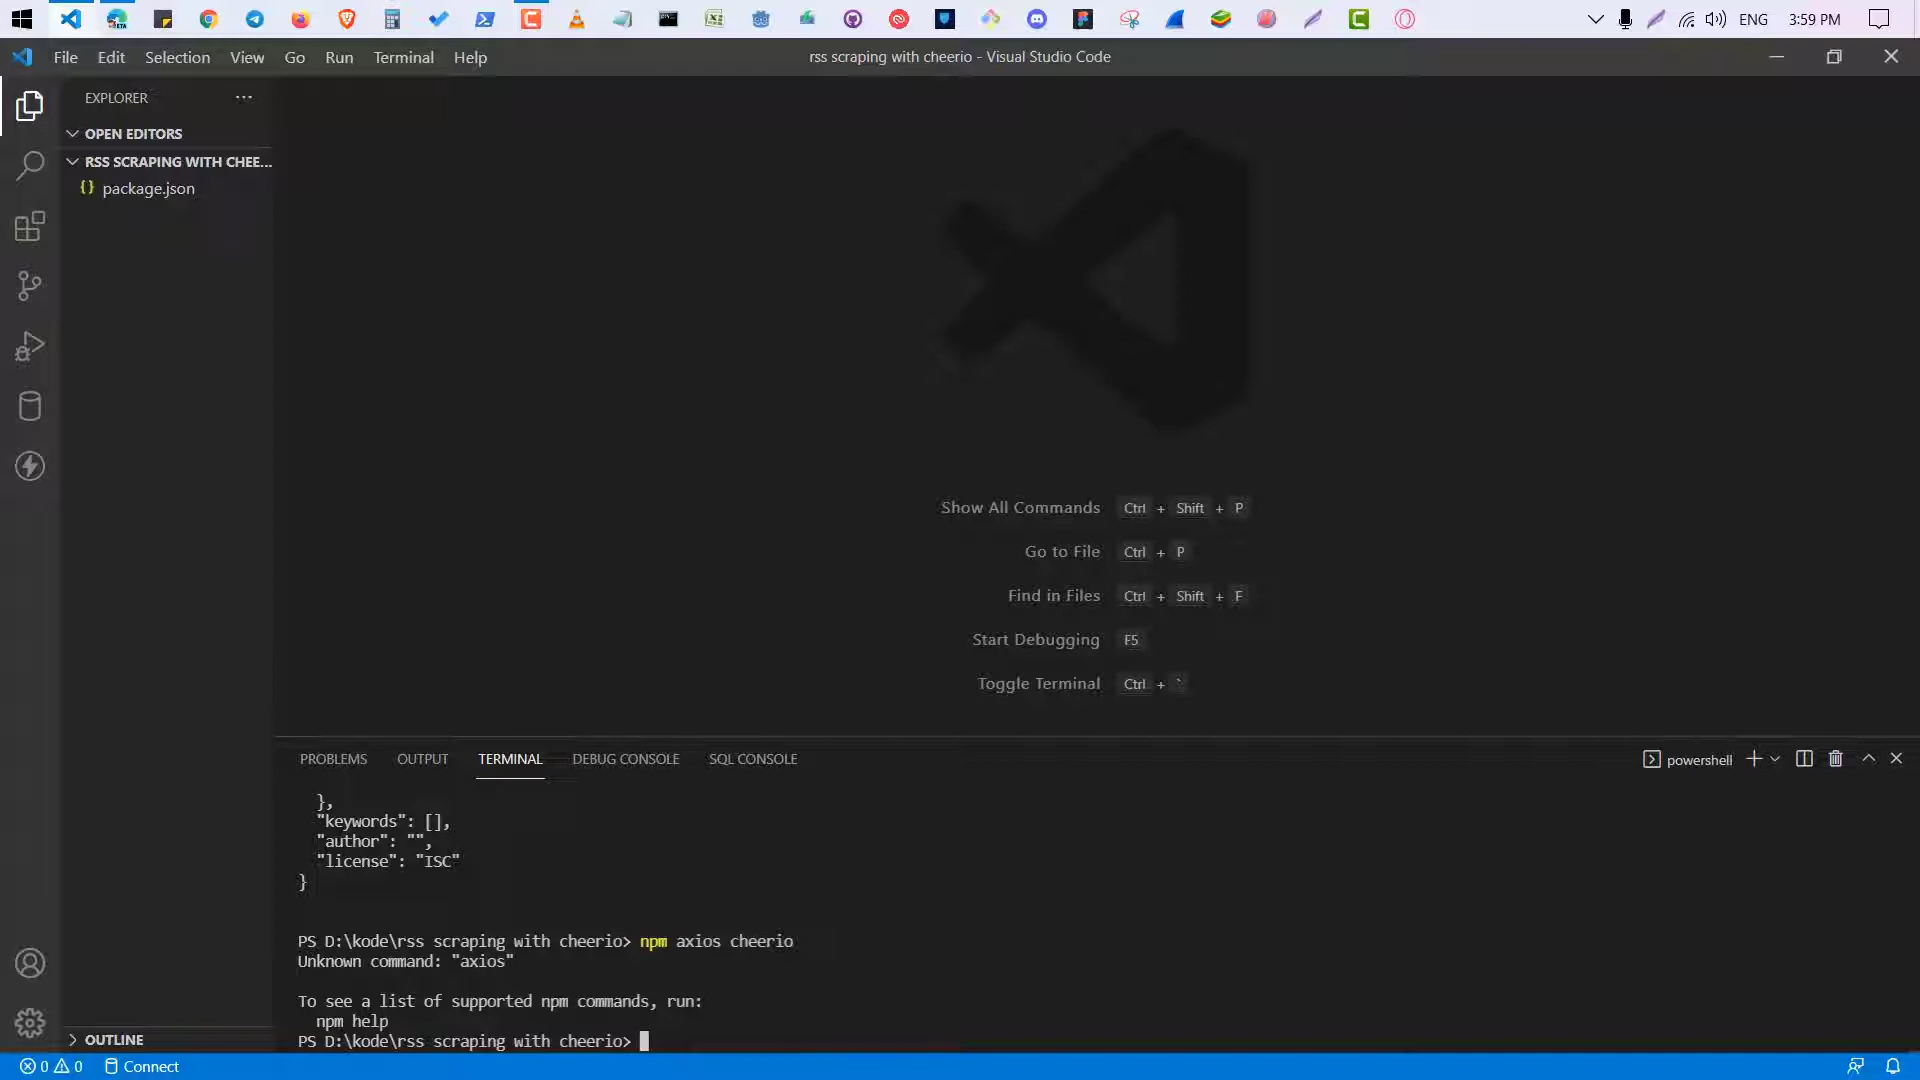 ENG
3:59 PM
File Edit Selection View Go Run Terminal Help
rss scraping with cheerio - Visual Studio Code
EXPLORER
OPEN EDITORS
RSS SCRAPING WITH CHEE...
{} package.json
Show All Commands Ctrl + Shift + P
Go to File Ctrl + P
Find in Files Ctrl + Shift + F
Start Debugging F5
Toggle Terminal Ctrl + `
PROBLEMS OUTPUT TERMINAL DEBUG CONSOLE SQL CONSOLE
powershell
},
"keywords": [],
"author": "",
"license": "ISC"
}
PS D:\kode\rss scraping with cheerio> npm axios cheerio
Unknown command: "axios"
To see a list of supported npm commands, run:
npm help
PS D:\kode\rss scraping with cheerio>
OUTLINE
0 0 Connect